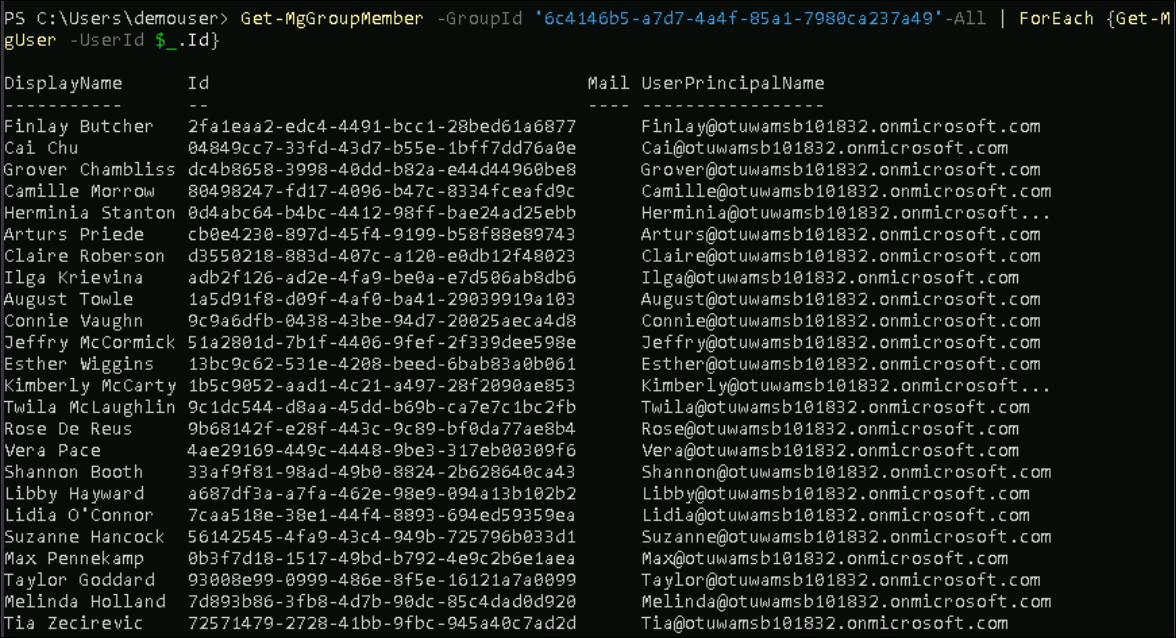 PS C:\Users\demouser> Get-MgGroupMember -GroupId '6c4146b5-a7d7-4a4f-85a1-7980ca237a49'-All | ForEach {Get-M
gUser -UserId $_.Id}
DisplayName Id Mail UserPrincipalName
----------- -- ---- -----------------
Finlay Butcher 2fa1eaa2-edc4-4491-bcc1-28bed61a6877 Finlay@otuwamsb101832.onmicrosoft.com
Cai Chu 04849cc7-33fd-43d7-b55e-1bff7dd76a0e Cai@otuwamsb101832.onmicrosoft.com
Grover Chambliss dc4b8658-3998-40dd-b82a-e44d44960be8 Grover@otuwamsb101832.onmicrosoft.com
Camille Morrow 80498247-fd17-4096-b47c-8334fceafd9c Camille@otuwamsb101832.onmicrosoft.com
Herminia Stanton 0d4abc64-b4bc-4412-98ff-bae24ad25ebb Herminia@otuwamsb101832.onmicrosoft...
Arturs Priede cb0e4230-897d-45f4-9199-b58f88e89743 Arturs@otuwamsb101832.onmicrosoft.com
Claire Roberson d3550218-883d-407c-a120-e0db12f48023 Claire@otuwamsb101832.onmicrosoft.com
Ilga Krievina adb2f126-ad2e-4fa9-be0a-e7d506ab8db6 Ilga@otuwamsb101832.onmicrosoft.com
August Towle 1a5d91f8-d09f-4af0-ba41-29039919a103 August@otuwamsb101832.onmicrosoft.com
Connie Vaughn 9c9a6dfb-0438-43be-94d7-20025aeca4d8 Connie@otuwamsb101832.onmicrosoft.com
Jeffry McCormick 51a2801d-7b1f-4406-9fef-2f339dee598e Jeffry@otuwamsb101832.onmicrosoft.com
Esther Wiggins 13bc9c62-531e-4208-beed-6bab83a0b061 Esther@otuwamsb101832.onmicrosoft.com
Kimberly McCarty 1b5c9052-aad1-4c21-a497-28f2090ae853 Kimberly@otuwamsb101832.onmicrosoft...
Twila McLaughlin 9c1dc544-d8aa-45dd-b69b-ca7e7c1bc2fb Twila@otuwamsb101832.onmicrosoft.com
Rose De Reus 9b68142f-e28f-443c-9c89-bf0da77ae8b4 Rose@otuwamsb101832.onmicrosoft.com
Vera Pace 4ae29169-449c-4448-9be3-317eb00309f6 Vera@otuwamsb101832.onmicrosoft.com
Shannon Booth 33af9f81-98ad-49b0-8824-2b628640ca43 Shannon@otuwamsb101832.onmicrosoft.com
Libby Hayward a687df3a-a7fa-462e-98e9-094a13b102b2 Libby@otuwamsb101832.onmicrosoft.com
Lidia O'Connor 7caa518e-38e1-44f4-8893-694ed59359ea Lidia@otuwamsb101832.onmicrosoft.com
Suzanne Hancock 56142545-4fa9-43c4-949b-725796b033d1 Suzanne@otuwamsb101832.onmicrosoft.com
Max Pennekamp 0b3f7d18-1517-49bd-b792-4e9c2b6e1aea Max@otuwamsb101832.onmicrosoft.com
Taylor Goddard 93008e99-0999-486e-8f5e-16121a7a0099 Taylor@otuwamsb101832.onmicrosoft.com
Melinda Holland 7d893b86-3fb8-4d7b-90dc-85c4dad0d920 Melinda@otuwamsb101832.onmicrosoft.com
Tia Zecirevic 72571479-2728-41bb-9fbc-945a40c7ad2d Tia@otuwamsb101832.onmicrosoft.com